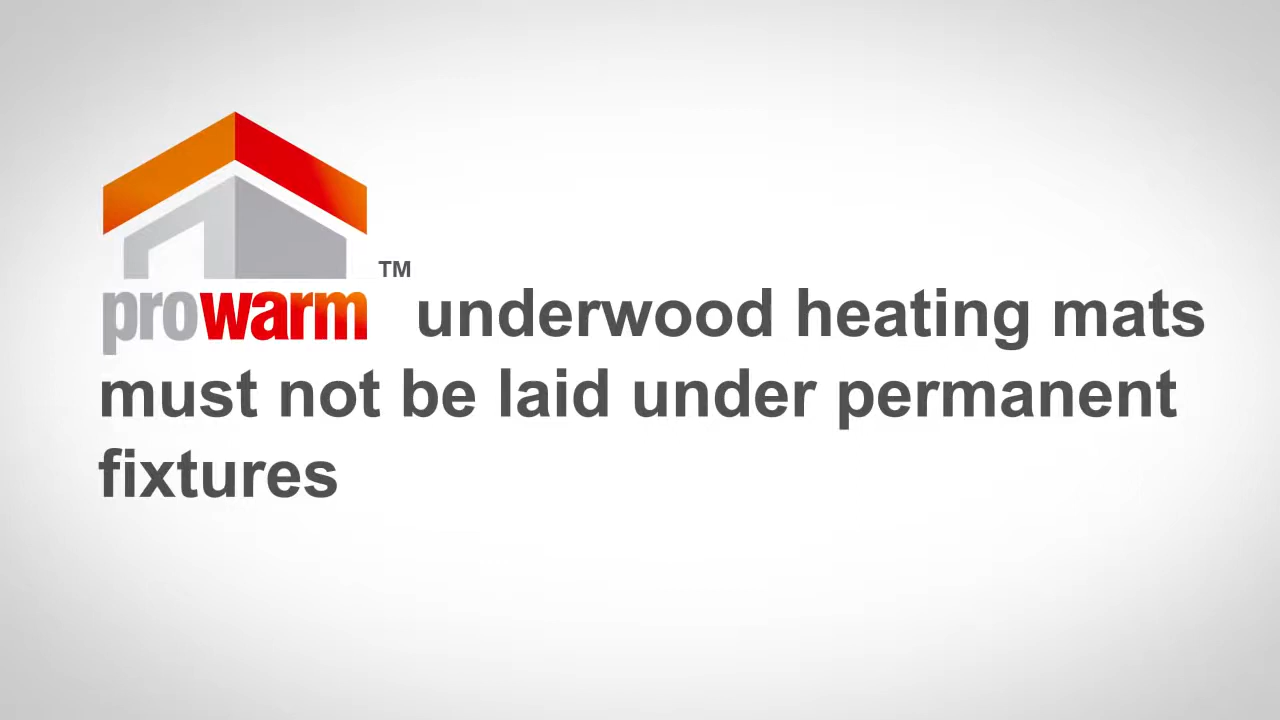 prowarm™ underwood heating mats
must not be laid under permanent
fixtures